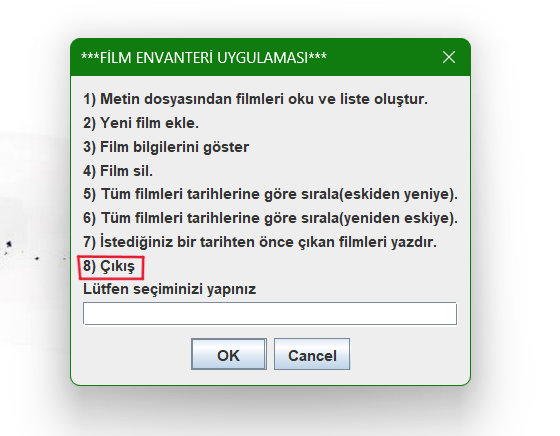 ***FİLM ENVANTERİ UYGULAMASI***
1) Metin dosyasından filmleri oku ve liste oluştur.
2) Yeni film ekle.
3) Film bilgilerini göster
4) Film sil.
5) Tüm filmleri tarihlerine göre sırala(eskiden yeniye).
6) Tüm filmleri tarihlerine göre sırala(yeniden eskiye).
7) İstediğiniz bir tarihten önce çıkan filmleri yazdır.
8) Çıkış
Lütfen seçiminizi yapınız
OK Cancel